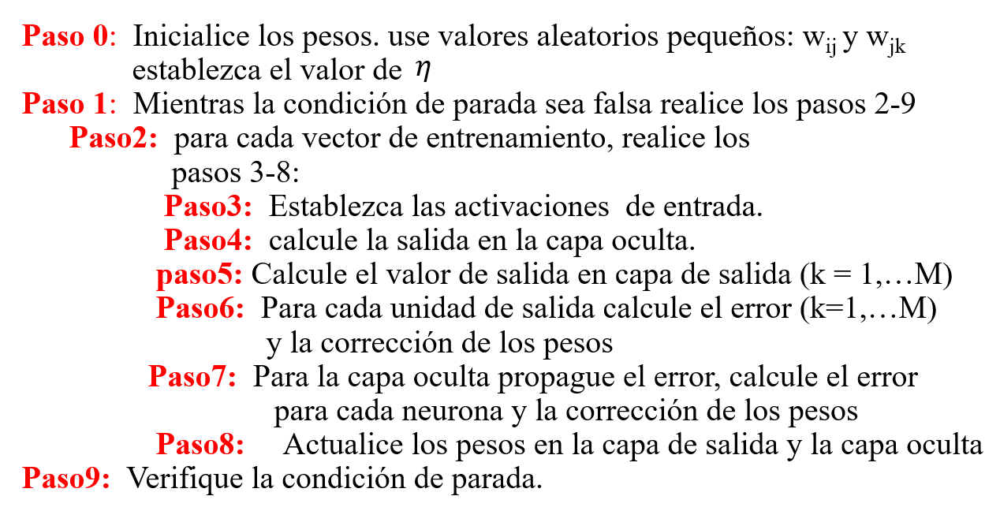 Paso 0: Inicialice los pesos. use valores aleatorios pequeños: wij y wjk
establezca el valor de η
Paso 1: Mientras la condición de parada sea falsa realice los pasos 2-9
Paso2: para cada vector de entrenamiento, realice los
pasos 3-8:
Paso3: Establezca las activaciones de entrada.
Paso4: calcule la salida en la capa oculta.
paso5: Calcule el valor de salida en capa de salida (k = 1,…M)
Paso6: Para cada unidad de salida calcule el error (k=1,…M)
y la corrección de los pesos
Paso7: Para la capa oculta propague el error, calcule el error
para cada neurona y la corrección de los pesos
Paso8: Actualice los pesos en la capa de salida y la capa oculta
Paso9: Verifique la condición de parada.